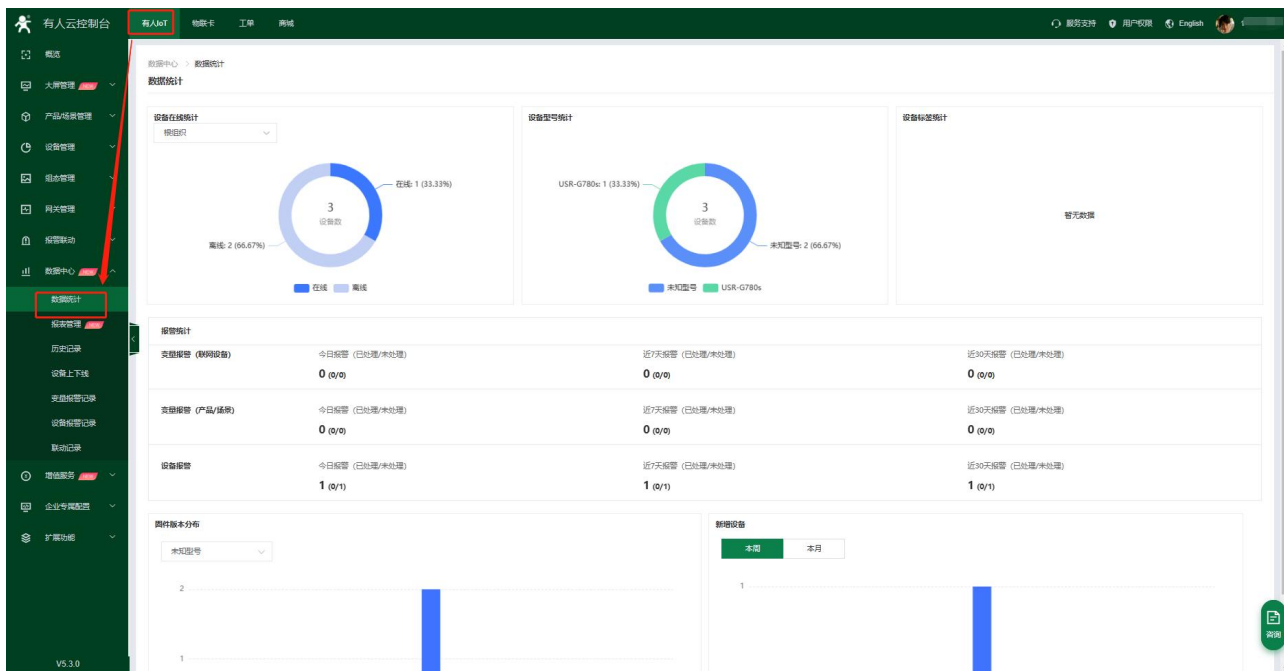 有人云控制台
有人IoT
物联卡
工单
商城
服务支持
用户权限
English
概览
大屏管理 NEW
产品/场景管理
设备管理
组态管理
网关管理
报警联动
数据中心 NEW
数据统计
报表管理 NEW
历史记录
设备上下线
变量报警记录
设备报警记录
联动记录
增值服务 NEW
企业专属配置
扩展功能
V5.3.0
数据中心 > 数据统计
数据统计
设备在线统计
根组织
在线: 1 (33.33%)
3
设备数
离线: 2 (66.67%)
在线 离线
设备型号统计
USR-G780s: 1 (33.33%)
3
设备数
未知型号: 2 (66.67%)
未知型号 USR-G780s
设备标签统计
暂无数据
报警统计
变量报警（联网设备） 今日报警（已处理/未处理） 近7天报警（已处理/未处理） 近30天报警（已处理/未处理）
0 (0/0) 0 (0/0) 0 (0/0)
变量报警（产品/场景） 今日报警（已处理/未处理） 近7天报警（已处理/未处理） 近30天报警（已处理/未处理）
0 (0/0) 0 (0/0) 0 (0/0)
设备报警 今日报警（已处理/未处理） 近7天报警（已处理/未处理） 近30天报警（已处理/未处理）
1 (0/1) 1 (0/1) 1 (0/1)
固件版本分布
未知型号
2
1
新增设备
本周 本月
1
咨询